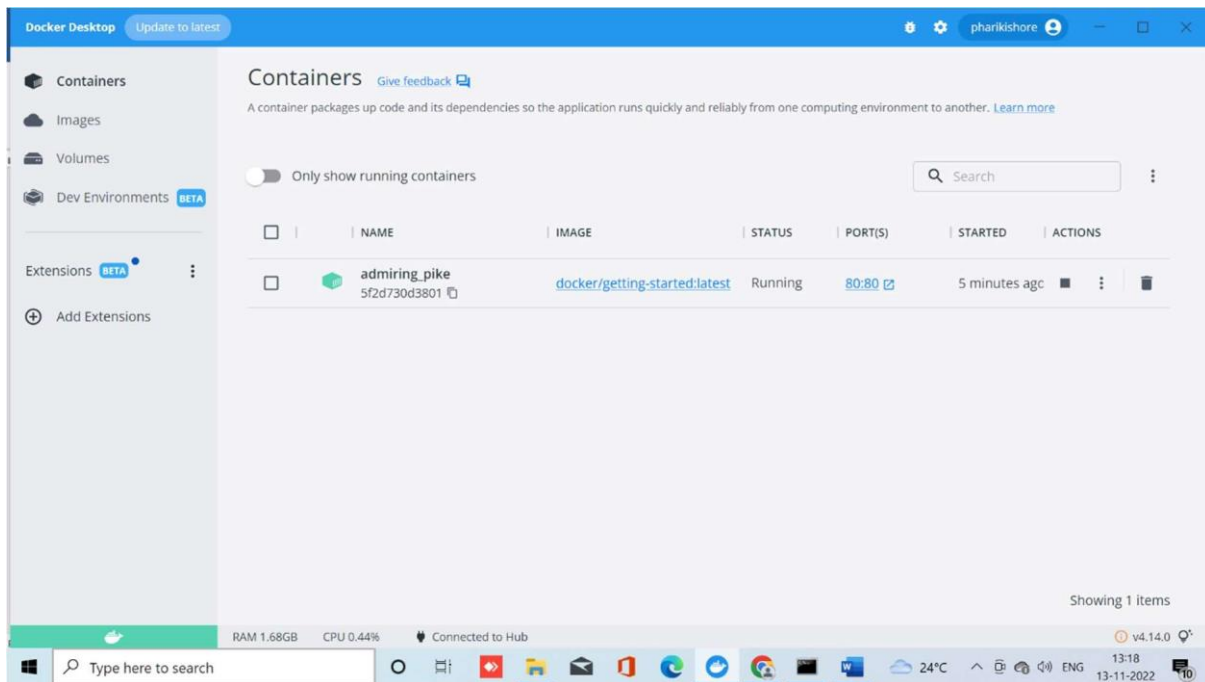 Docker Desktop Update to latest pharikishore
Containers
Images
Volumes
Dev Environments BETA
Extensions BETA
Add Extensions
Containers Give feedback
A container packages up code and its dependencies so the application runs quickly and reliably from one computing environment to another. Learn more
Only show running containers
Search
NAME IMAGE STATUS PORT(S) STARTED ACTIONS
admiring_pike docker/getting-started:latest Running 80:80 5 minutes agc
5f2d730d3801
Showing 1 items
RAM 1.68GB CPU 0.44% Connected to Hub v4.14.0
Type here to search 24°C ENG 13:18
13-11-2022 10